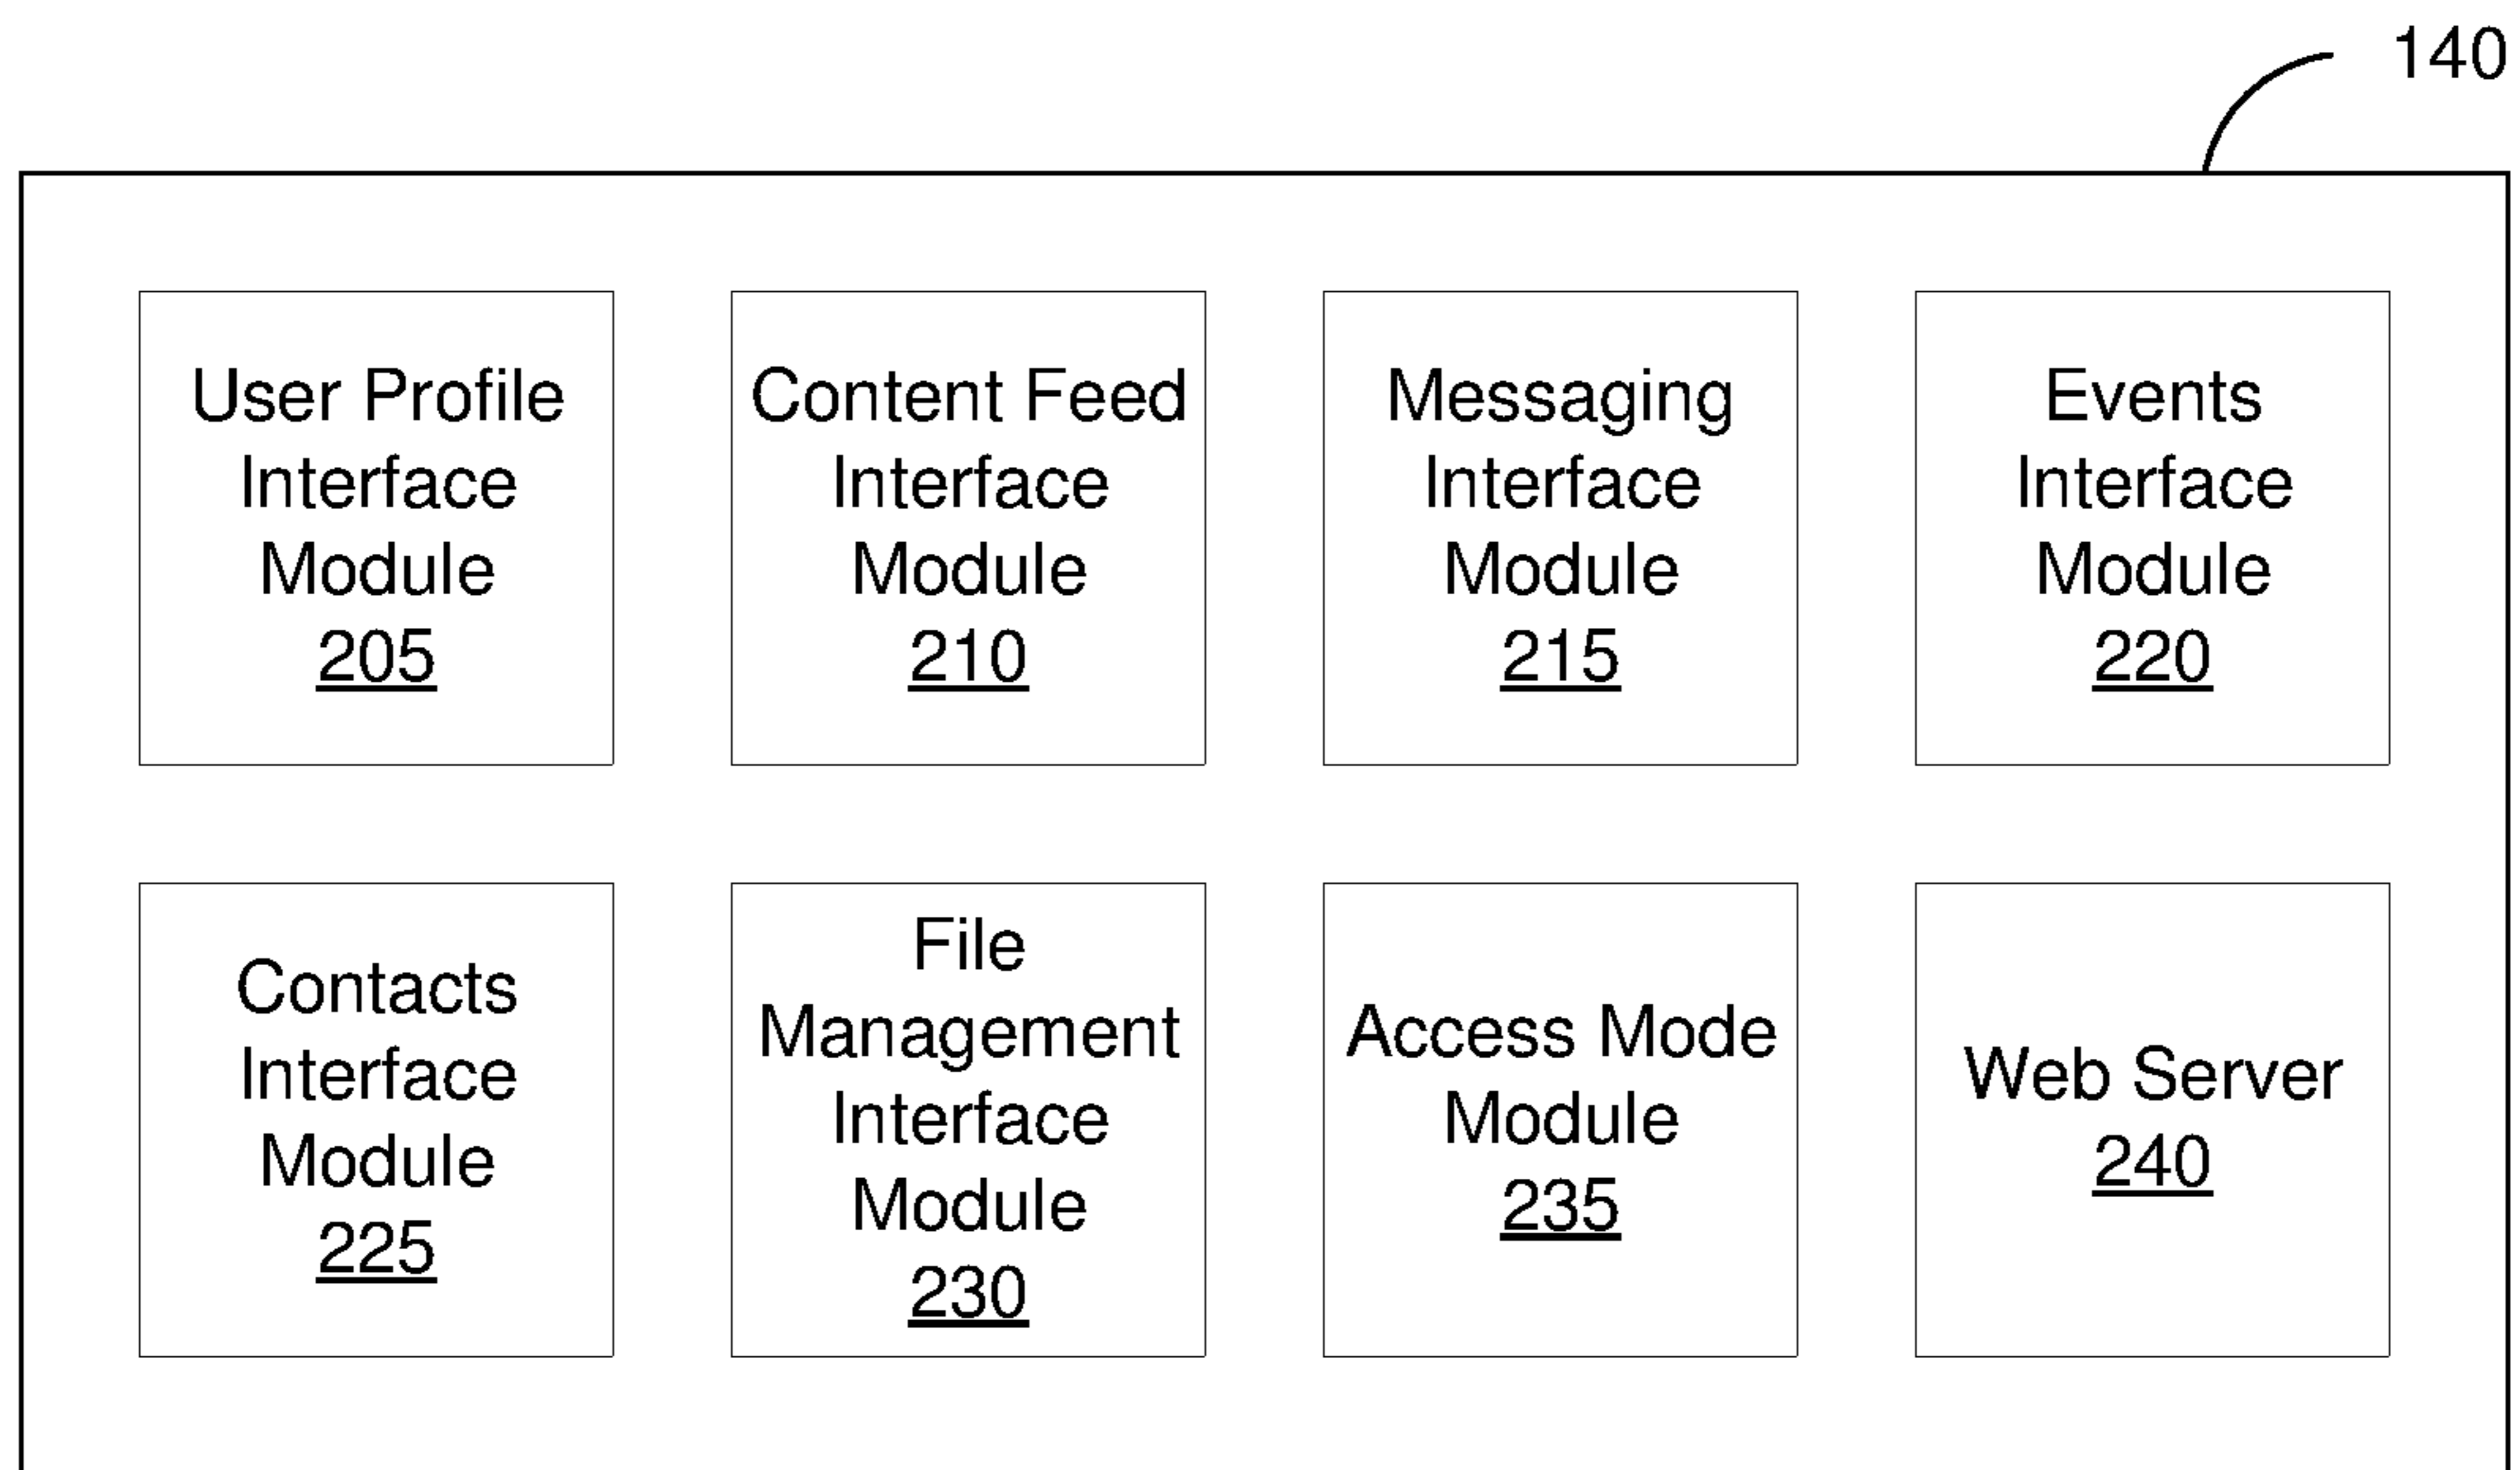 140
User Profile
Interface
Module
205
Content Feed
Interface
Module
210
Messaging
Interface
Module
215
Events
Interface
Module
220
Contacts
Interface
Module
225
File
Management
Interface
Module
230
Access Mode
Module
235
Web Server
240